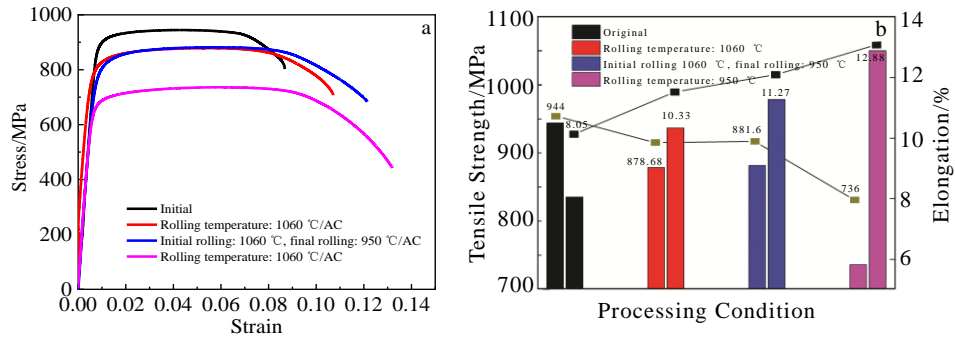 a
1000
800
600
400
200
0
Stress/MPa
Initial
Rolling temperature: 1060 ℃/AC
Initial rolling: 1060 ℃, final rolling: 950 ℃/AC
Rolling temperature: 1060 ℃/AC
0.00 0.02 0.04 0.06 0.08 0.10 0.12 0.14
Strain
b
1100
1000
900
800
700
Tensile Strength/MPa
Original
Rolling temperature: 1060 ℃
Initial rolling 1060 ℃, final rolling: 950 ℃
Rolling temperature: 950 ℃
944
8.05
878.68
10.33
881.6
11.27
736
12.88
14
12
10
8
6
Elongation/%
Processing Condition